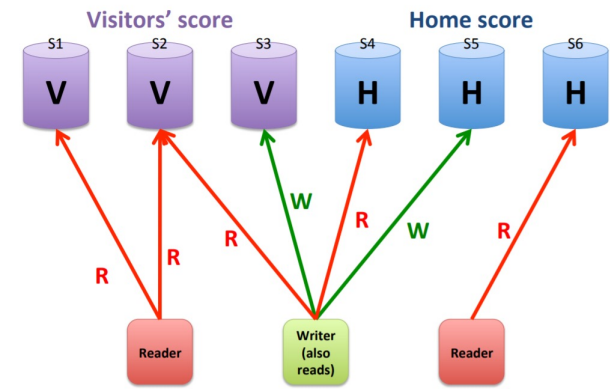 Visitors' score
Home score
S1
S2
S3
S4
S5
S6
V
V
V
H
H
H
W
R
R
R
R
W
R
Reader
Writer
(also
reads)
Reader